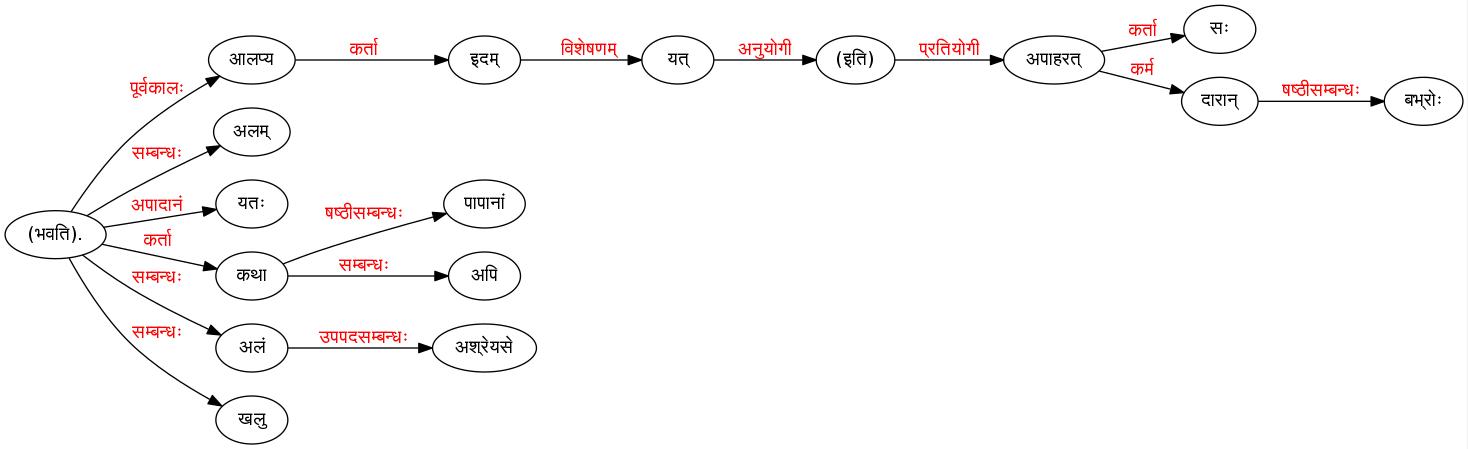 सः
कर्ता
आलप्य
कर्ता
इदम्
विशेषणम्
यत्
अनुयोगी
(इति)
प्रतियोगी
अपाहरत्
कर्म
दारान्
षष्ठीसम्बन्धः
बभ्रोः
पूर्वकालः
अलम्
सम्बन्धः
अपादानं
यतः
षष्ठीसम्बन्धः
पापानां
(भवति).
कर्ता
कथा
सम्बन्धः
अपि
सम्बन्धः
अलं
उपपदसम्बन्धः
अश्रेयसे
सम्बन्धः
खलु